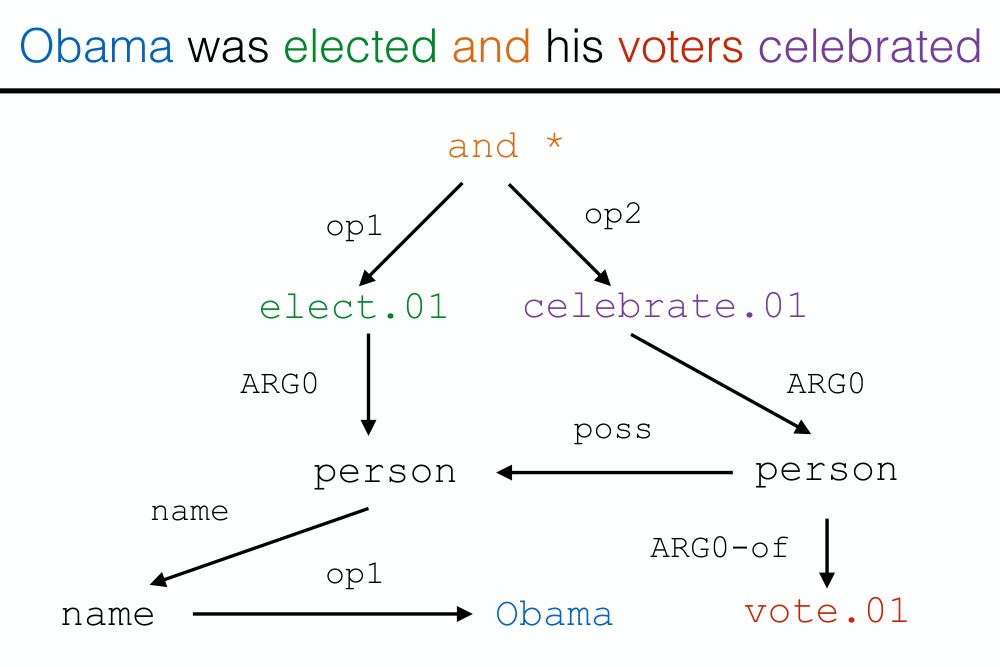 Obama was elected and his voters celebrated
and *
op1
op2
elect.01
celebrate.01
ARG0
ARG0
poss
person
person
name
ARG0-of
op1
name
Obama
vote.01